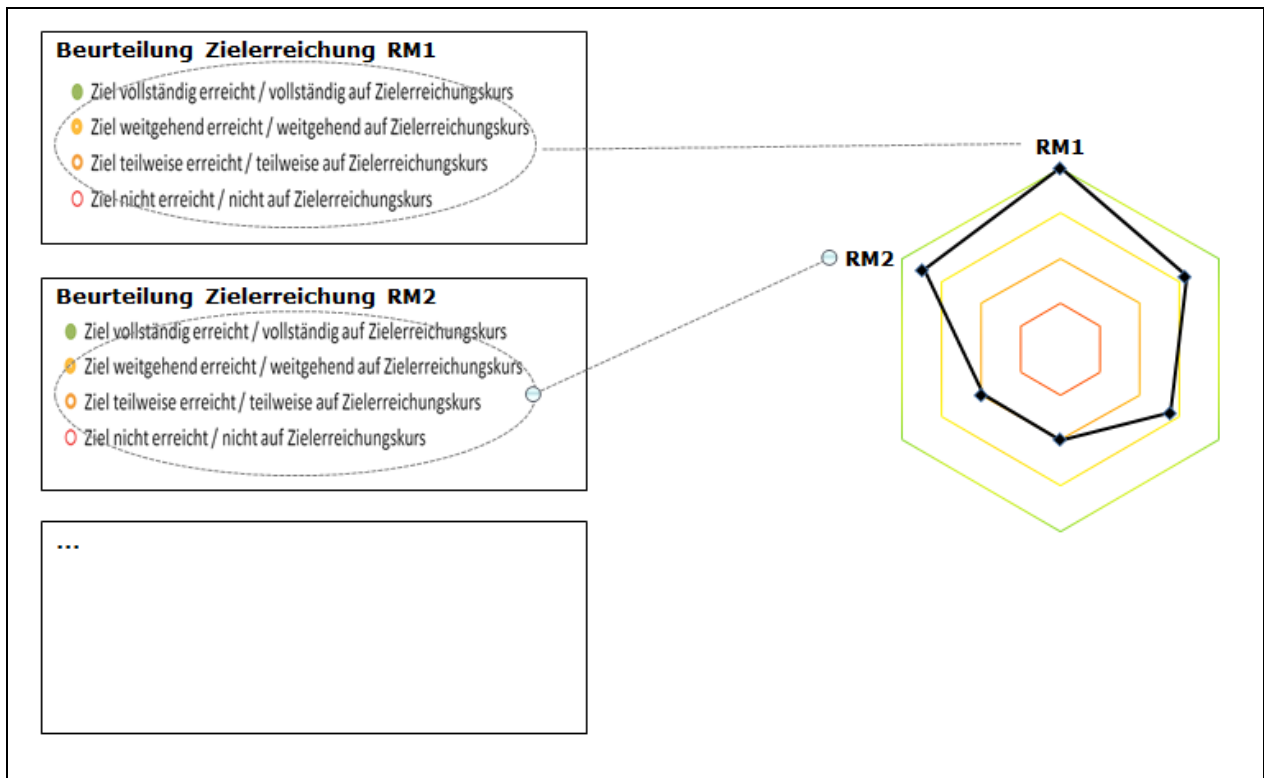 Beurteilung Zielerreichung RM1
Ziel vollständig erreicht / vollständig auf Zielerreichungskurs
Ziel weitgehend erreicht / weitgehend auf Zielerreichungskurs
Ziel teilweise erreicht / teilweise auf Zielerreichungskurs
Ziel nicht erreicht / nicht auf Zielerreichungskurs
RM1
RM2
Beurteilung Zielerreichung RM2
Ziel vollständig erreicht / vollständig auf Zielerreichungskurs
Ziel weitgehend erreicht / weitgehend auf Zielerreichungskurs
Ziel teilweise erreicht / teilweise auf Zielerreichungskurs
Ziel nicht erreicht / nicht auf Zielerreichungskurs
...